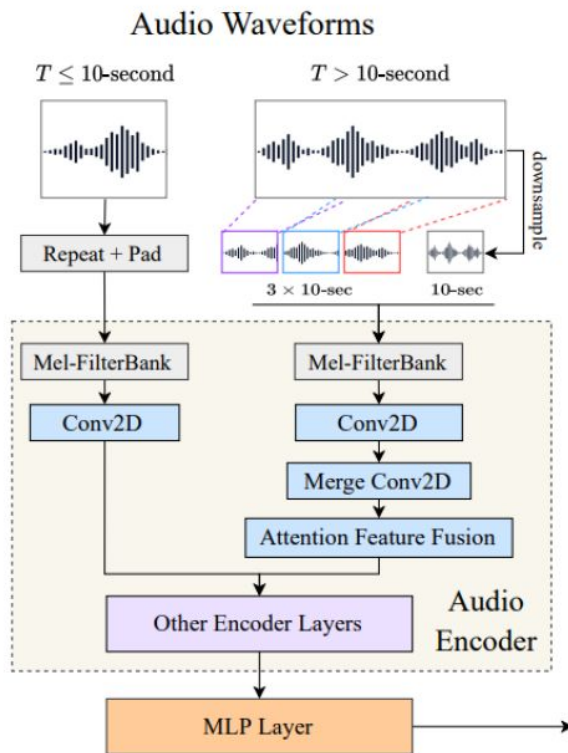 Audio Waveforms
T ≤ 10-second
T > 10-second
downsample
Repeat + Pad
3 × 10-sec
10-sec
Mel-FilterBank
Mel-FilterBank
Conv2D
Conv2D
Merge Conv2D
Attention Feature Fusion
Other Encoder Layers
Audio
Encoder
MLP Layer